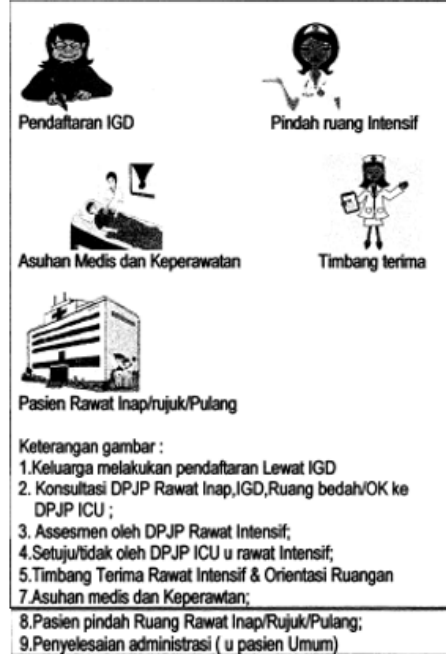 Pendaftaran IGD
Pindah ruang Intensif
Asuhan Medis dan Keperawatan
Timbang terima
Pasien Rawat Inap/rujuk/Pulang
Keterangan gambar :
1.Keluarga melakukan pendaftaran Lewat IGD
2. Konsultasi DPJP Rawat Inap,IGD,Ruang bedah/OK ke
DPJP ICU ;
3. Assesmen oleh DPJP Rawat Intensif;
4.Setuju/tidak oleh DPJP ICU u rawat Intensif;
5.Timbang Terima Rawat Intensif & Orientasi Ruangan
7.Asuhan medis dan Keperawtan;
8.Pasien pindah Ruang Rawat Inap/Rujuk/Pulang;
9.Penyelesaian administrasi ( u pasien Umum)